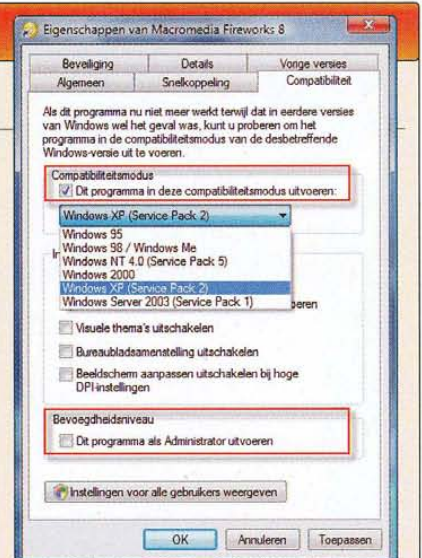 Eigenschappen van Macromedia Fireworks 8
Beveiliging Details Vorige versies
Algemeen Snelkoppeling Compatibiliteit
Als dit programma nu niet meer werkt terwijl dat in eerdere versies
van Windows wel het geval was, kunt u proberen om het
programma in de compatibiliteitsmodus van de desbetreffende
Windows-versie uit te voeren.
Compatibiliteitsmodus
Dit programma in deze compatibiliteitsmodus uitvoeren:
Windows XP (Service Pack 2)
Windows 95
Windows 98 / Windows Me
Windows NT 4.0 (Service Pack 5)
Windows 2000
Windows XP (Service Pack 2)
Windows Server 2003 (Service Pack 1)
Visuele thema's uitschakelen
Bureaubladsamenstelling uitschakelen
Beeldscherm aanpassen uitschakelen bij hoge
DPI-instellingen
Bevoegdheidsniveau
Dit programma als Administrator uitvoeren
Instellingen voor alle gebruikers weergeven
OK Annuleren Toepassen